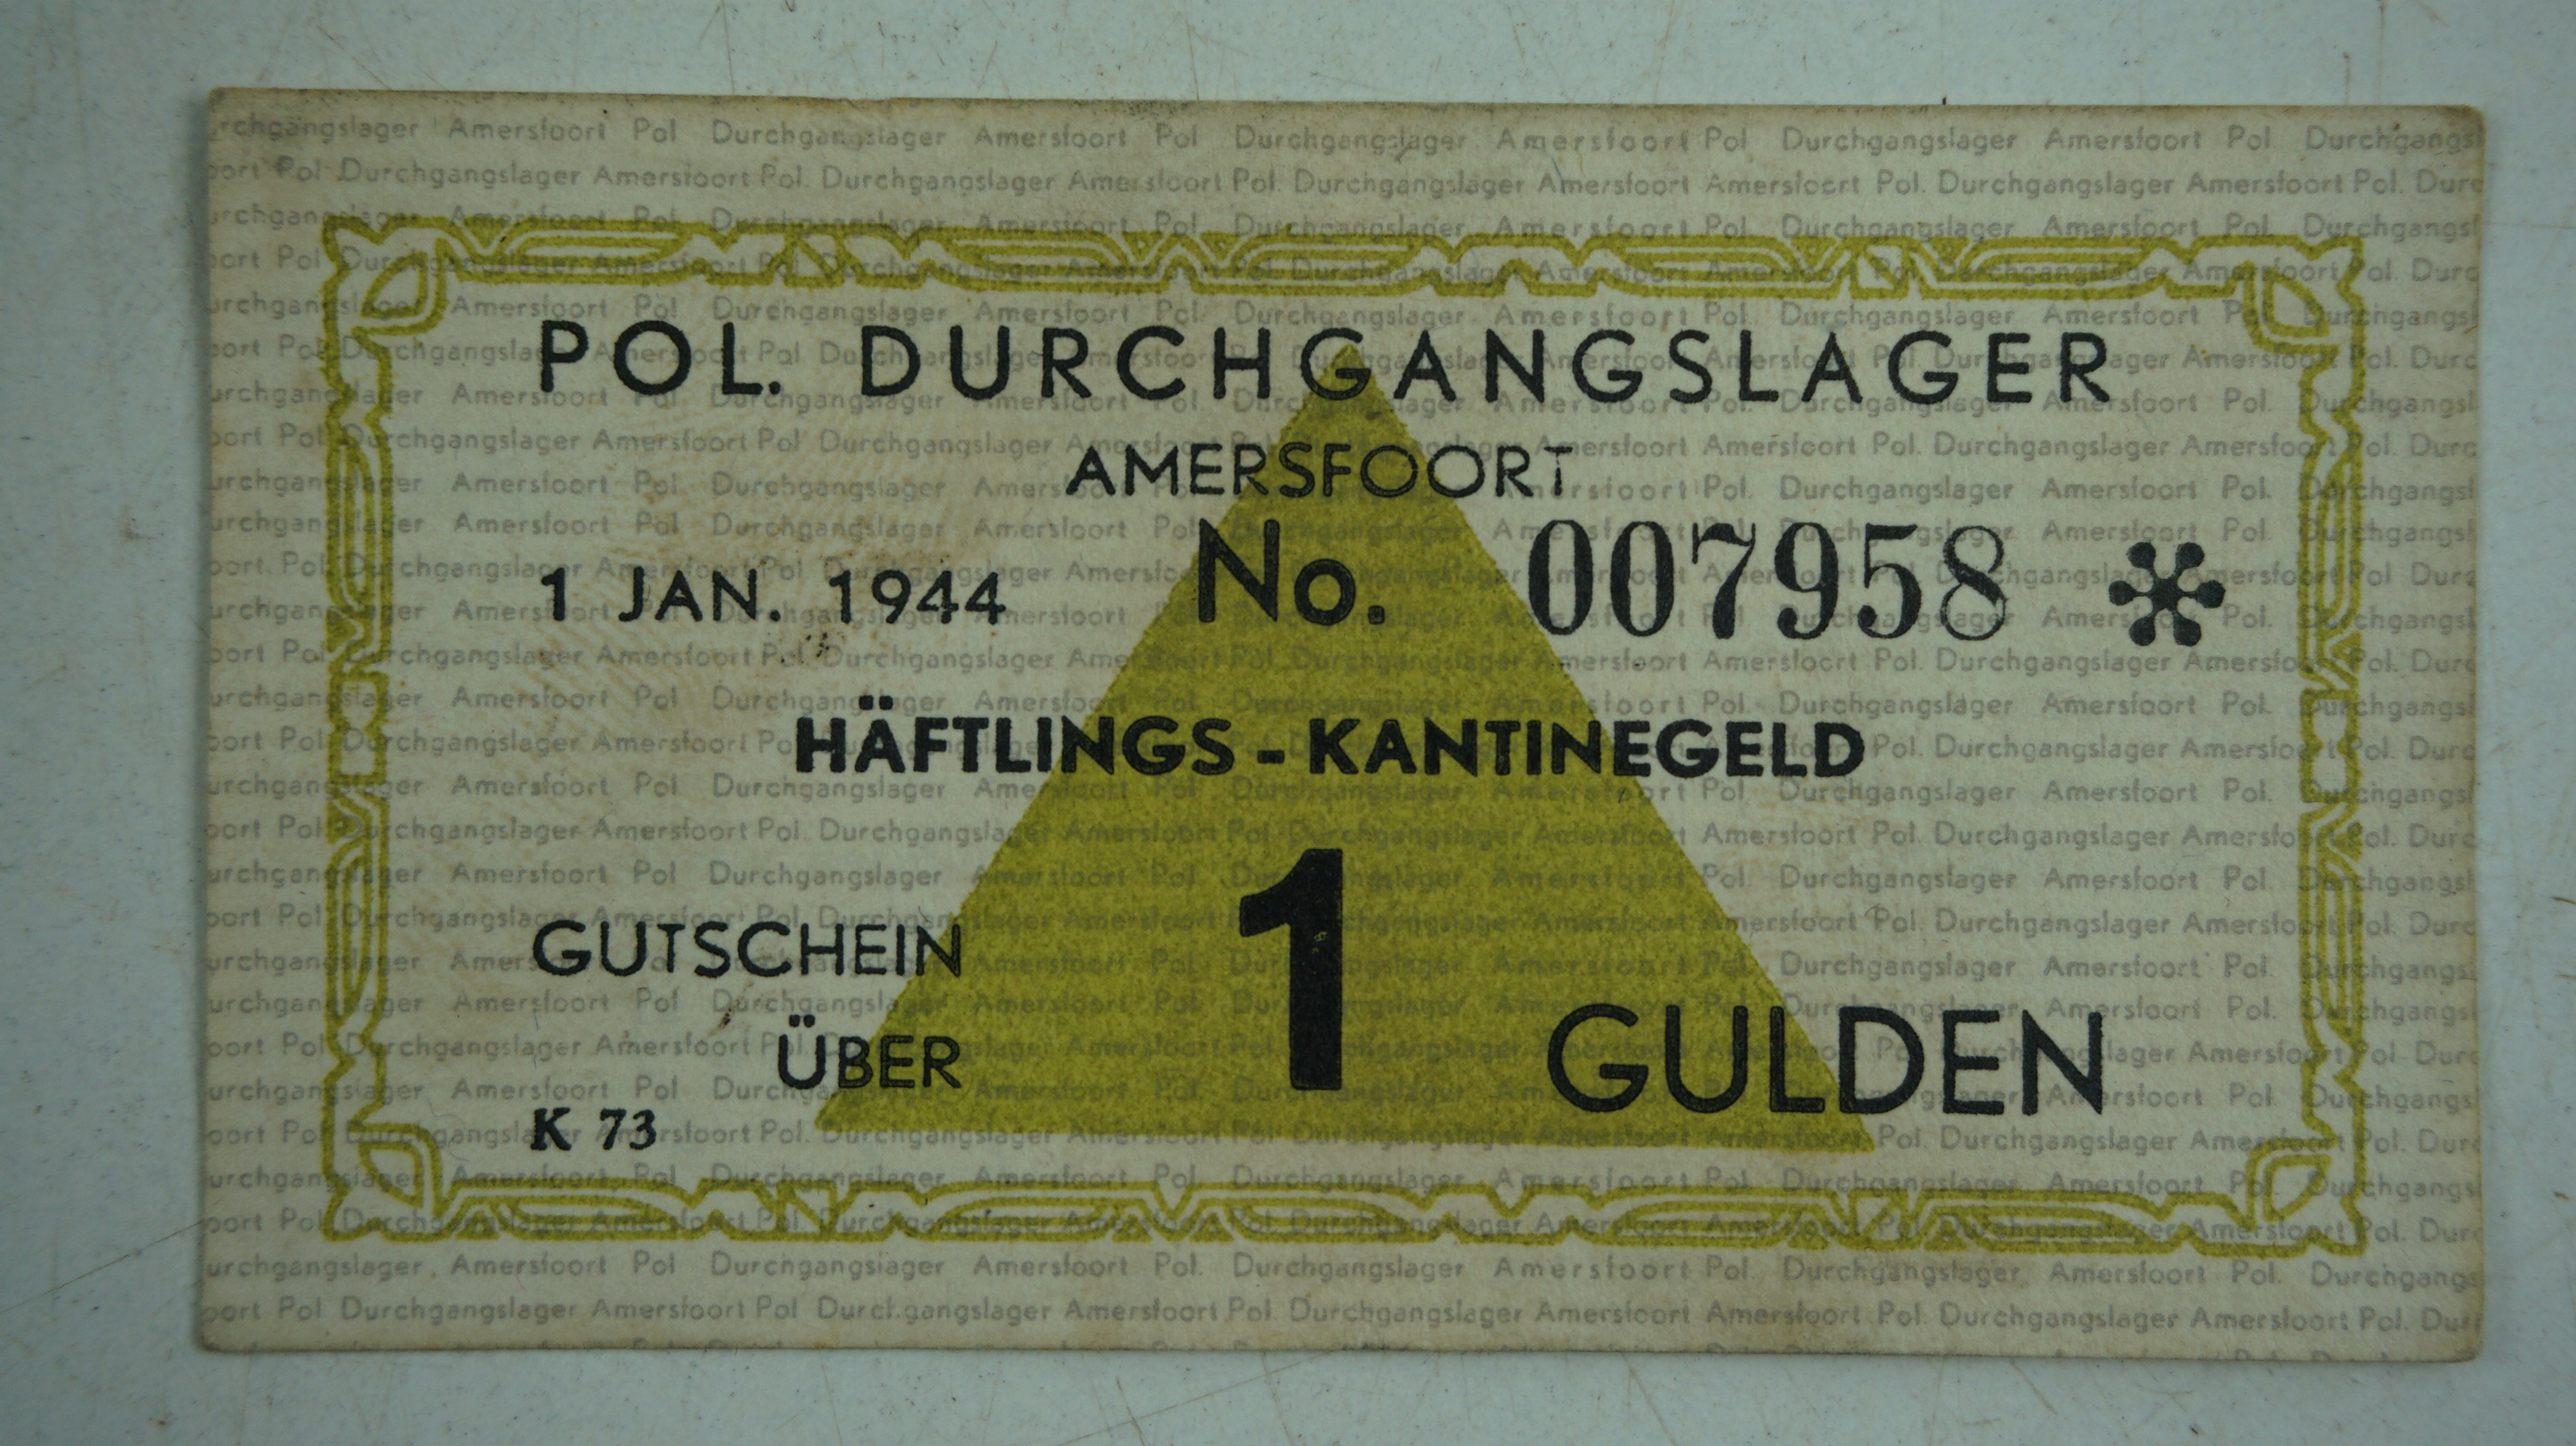 POL. DURCHGANGSLAGER
AMERSFOORT
1 JAN. 1944 No. 007958
HÄFTLINGS - KANTINEGELD
GUTSCHEIN
ÜBER 1 GULDEN
K 73